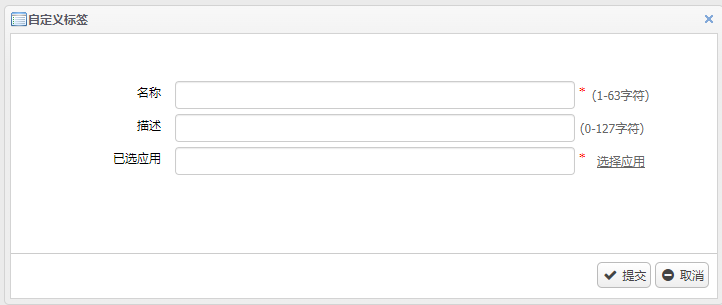 自定义标签
名称 * (1-63字符)
描述 (0-127字符)
已选应用 * 选择应用
提交 取消